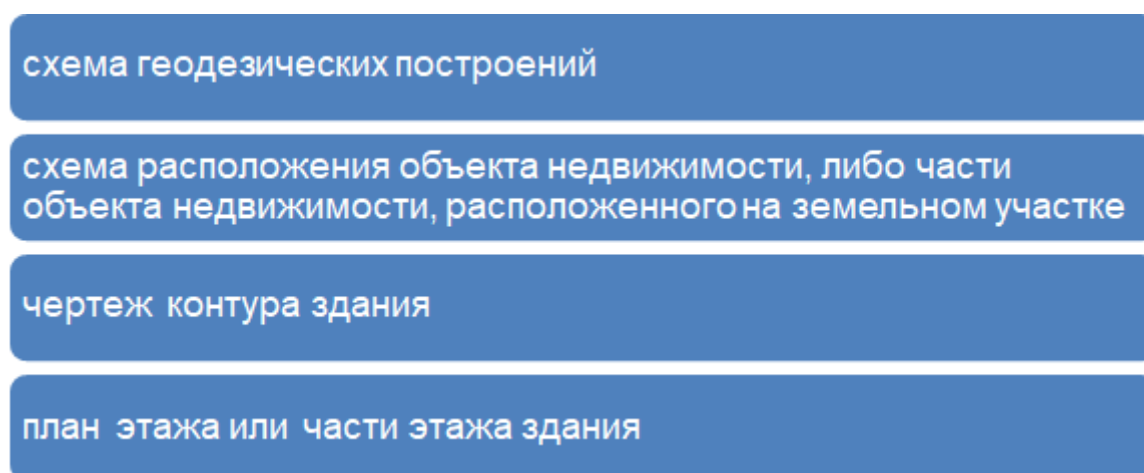 схема геодезических построений
схема расположения объекта недвижимости, либо части
объекта недвижимости, расположенного на земельном участке
чертеж контура здания
план этажа или части этажа здания